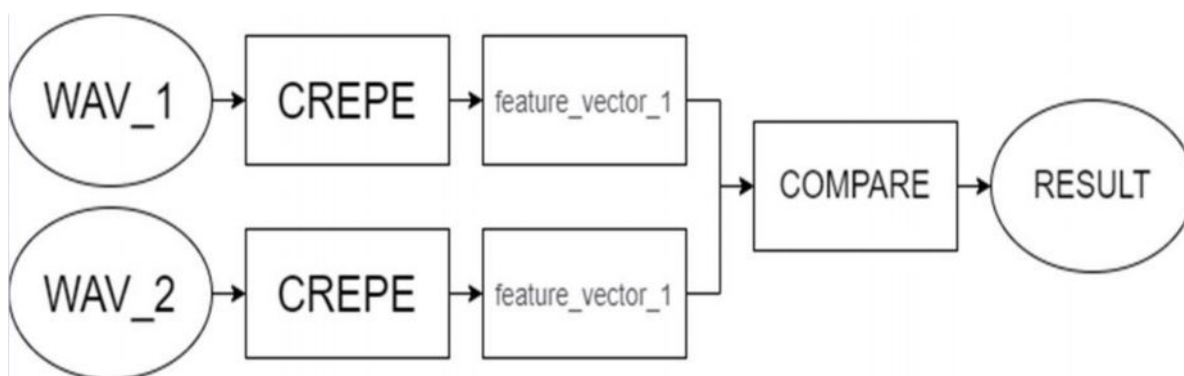 WAV_1
CREPE
feature_vector_1
COMPARE
RESULT
WAV_2
CREPE
feature_vector_1